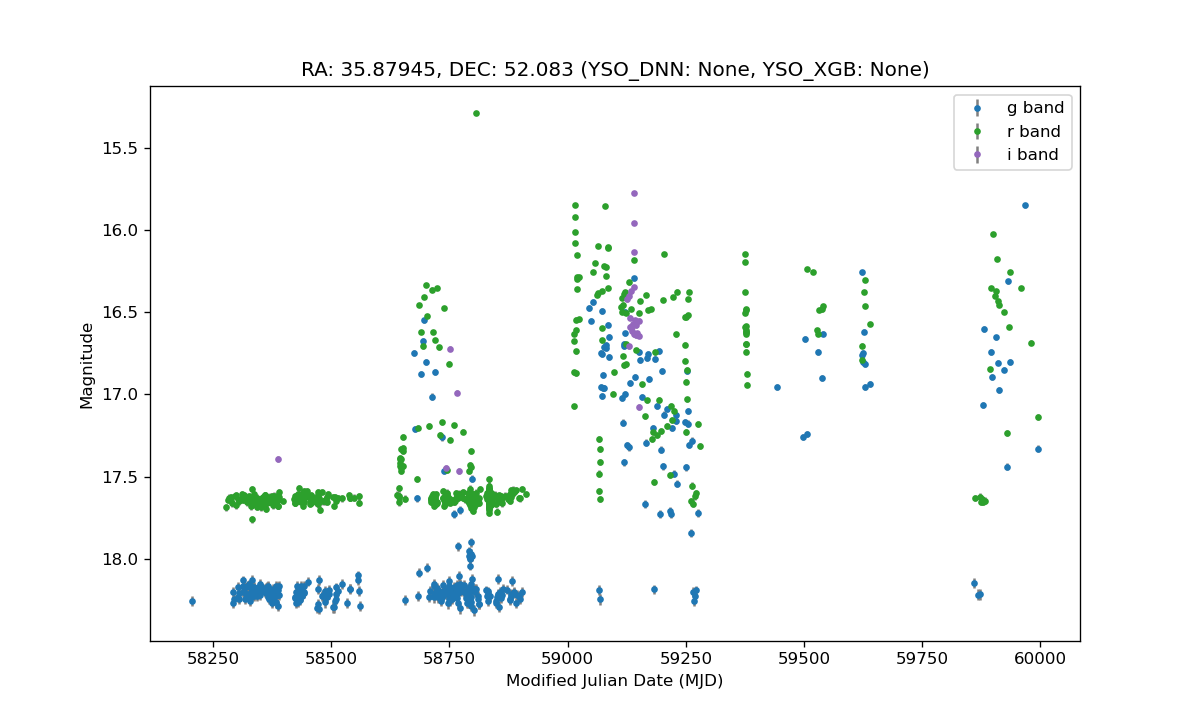 RA: 35.87945, DEC: 52.083 (YSO_DNN: None, YSO_XGB: None)
g band
r band
i band
15.5
16.0
16.5
17.0
17.5
18.0
Magnitude
58250 58500 58750 59000 59250 59500 59750 60000
Modified Julian Date (MJD)